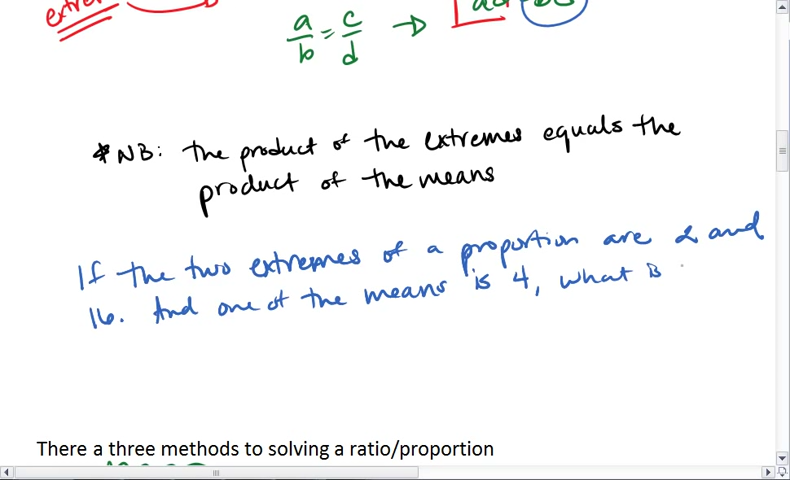 a/b = c/d →
* NB: the product of the extremes equals the
product of the means
If the two extremes of a proportion are 2 and
16. And one of the means is 4, what is
There a three methods to solving a ratio/proportion